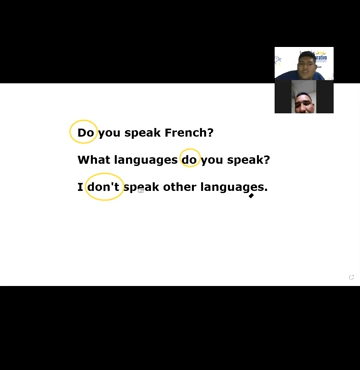 Do you speak French?
What languages do you speak?
I don't speak other languages.